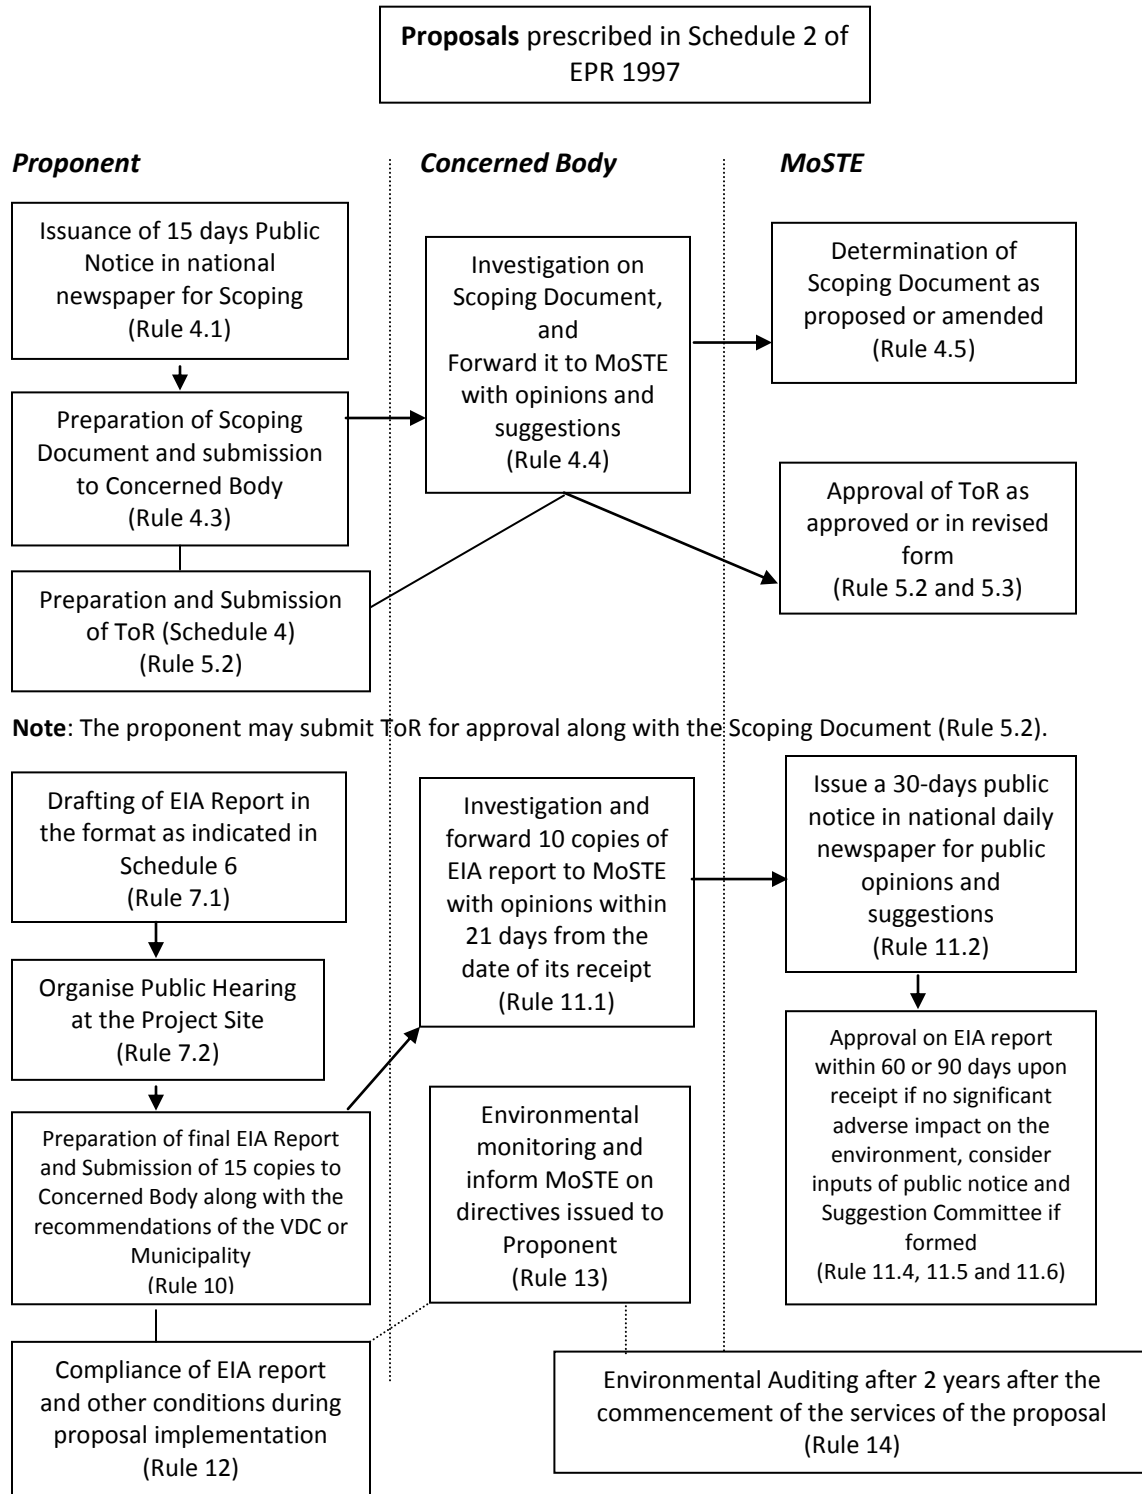 Proposals prescribed in Schedule 2 of
EPR 1997
Proponent
Concerned Body
MoSTE
Issuance of 15 days Public
Notice in national
newspaper for Scoping
(Rule 4.1)
Investigation on
Scoping Document,
and
Forward it to MoSTE
with opinions and
suggestions
(Rule 4.4)
Determination of
Scoping Document as
proposed or amended
(Rule 4.5)
Preparation of Scoping
Document and submission
to Concerned Body
(Rule 4.3)
Approval of ToR as
approved or in revised
form
(Rule 5.2 and 5.3)
Preparation and Submission
of ToR (Schedule 4)
(Rule 5.2)
Note: The proponent may submit ToR for approval along with the Scoping Document (Rule 5.2).
Drafting of EIA Report in
the format as indicated in
Schedule 6
(Rule 7.1)
Investigation and
forward 10 copies of
EIA report to MoSTE
with opinions within
21 days from the
date of its receipt
(Rule 11.1)
Issue a 30-days public
notice in national daily
newspaper for public
opinions and
suggestions
(Rule 11.2)
Organise Public Hearing
at the Project Site
(Rule 7.2)
Approval on EIA report
within 60 or 90 days upon
receipt if no significant
adverse impact on the
environment, consider
inputs of public notice and
Suggestion Committee if
formed
(Rule 11.4, 11.5 and 11.6)
Preparation of final EIA Report
and Submission of 15 copies to
Concerned Body along with the
recommendations of the VDC or
Municipality
(Rule 10)
Environmental
monitoring and
inform MoSTE on
directives issued to
Proponent
(Rule 13)
Compliance of EIA report
and other conditions during
proposal implementation
(Rule 12)
Environmental Auditing after 2 years after the
commencement of the services of the proposal
(Rule 14)